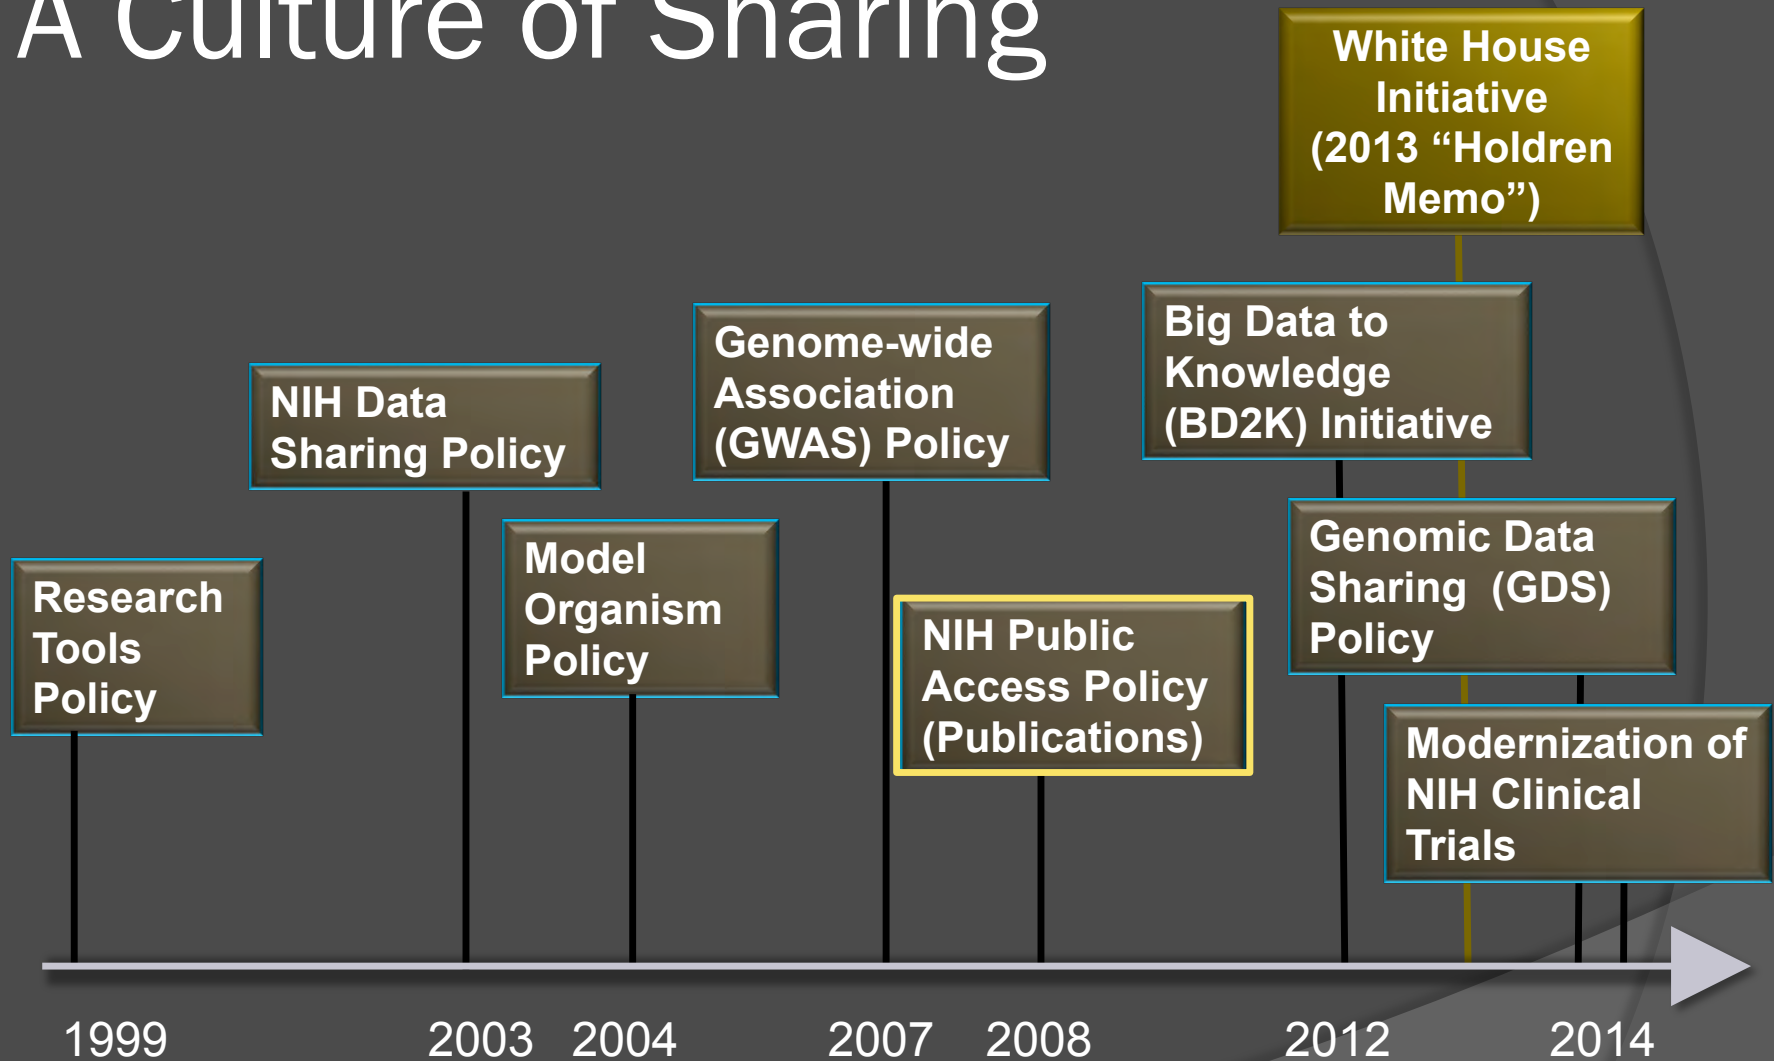 A Culture of Sharing
White House
Initiative
(2013 “Holdren
Memo”)
Big Data to
Knowledge
(BD2K) Initiative
Genome-wide
Association
(GWAS) Policy
NIH Data
Sharing Policy
Genomic Data
Sharing (GDS)
Policy
Model
Organism
Policy
Research
Tools
Policy
NIH Public
Access Policy
(Publications)
Modernization of
NIH Clinical
Trials
1999 2003 2004 2007 2008 2012 2014